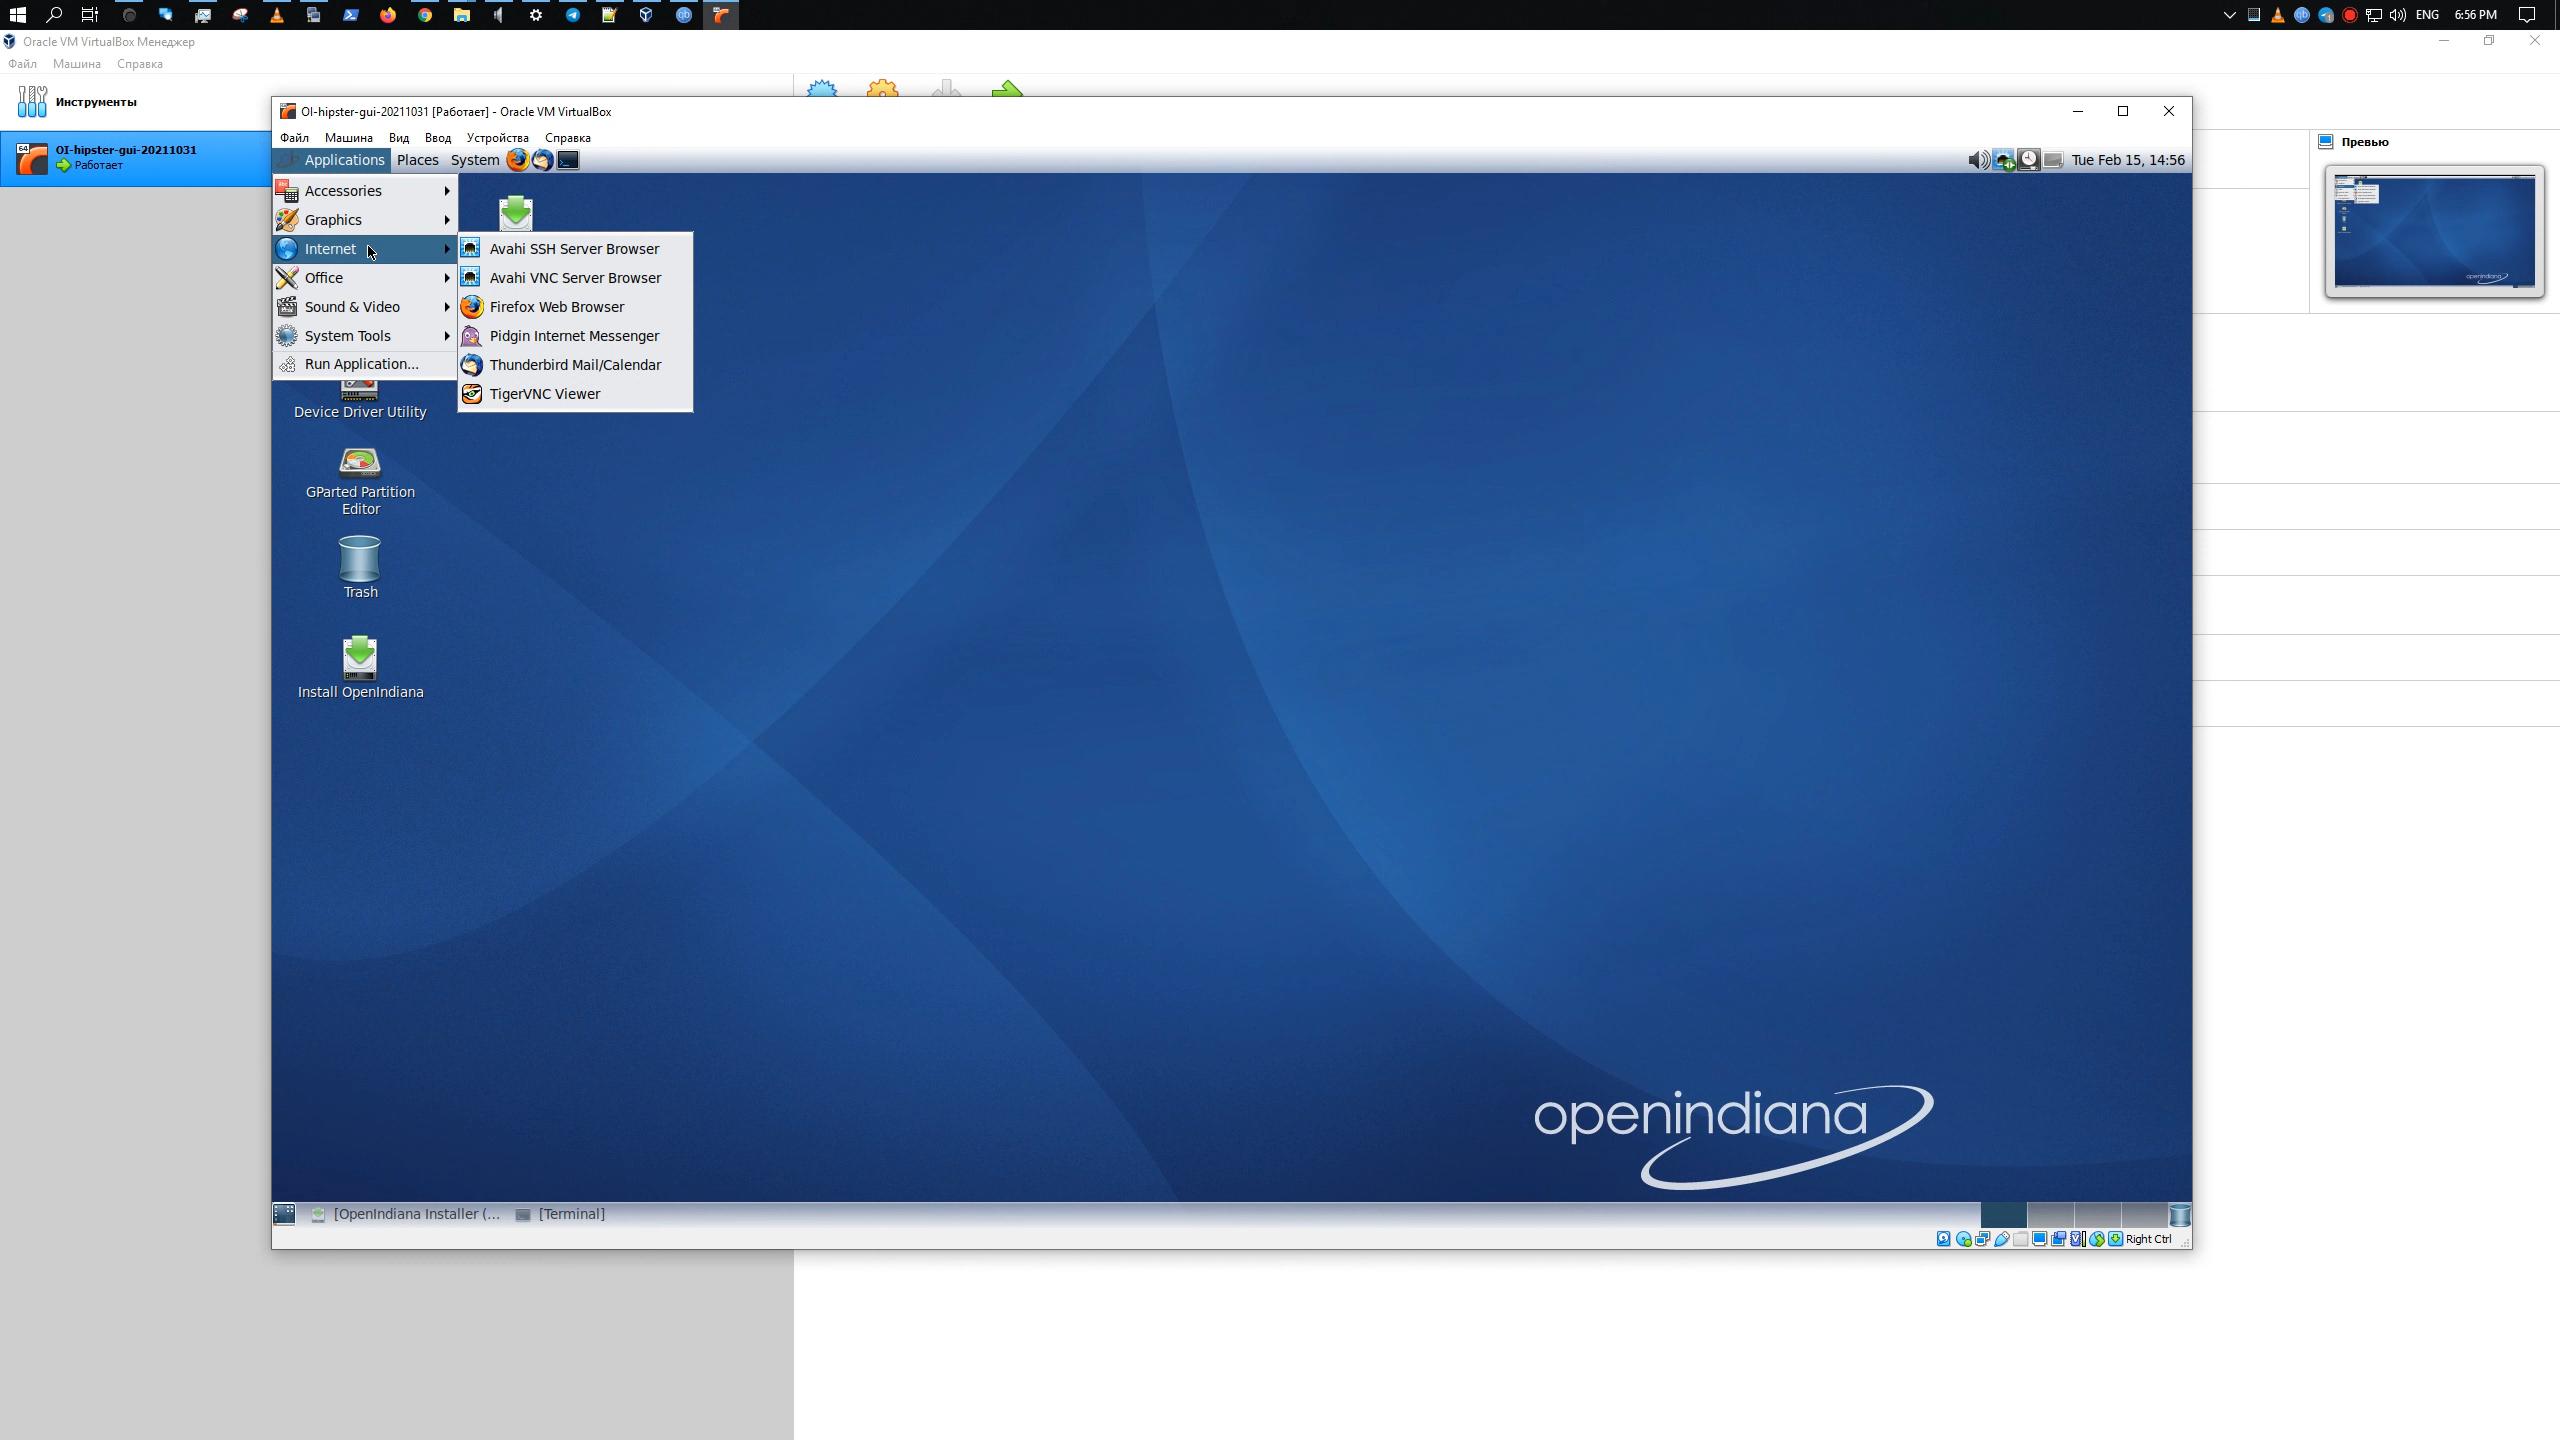 ENG 6:56 PM
Oracle VM VirtualBox Менеджер
Файл Машина Справка
Инструменты
OI-hipster-gui-20211031
Работает
Превью
OI-hipster-gui-20211031 [Работает] - Oracle VM VirtualBox
Файл Машина Вид Ввод Устройства Справка
Applications Places System
Tue Feb 15, 14:56
Accessories
Graphics
Internet
Office
Sound & Video
System Tools
Run Application...
Avahi SSH Server Browser
Avahi VNC Server Browser
Firefox Web Browser
Pidgin Internet Messenger
Thunderbird Mail/Calendar
TigerVNC Viewer
Device Driver Utility
GParted Partition
Editor
Trash
Install OpenIndiana
openindiana
[OpenIndiana Installer (... [Terminal]
Right Ctrl